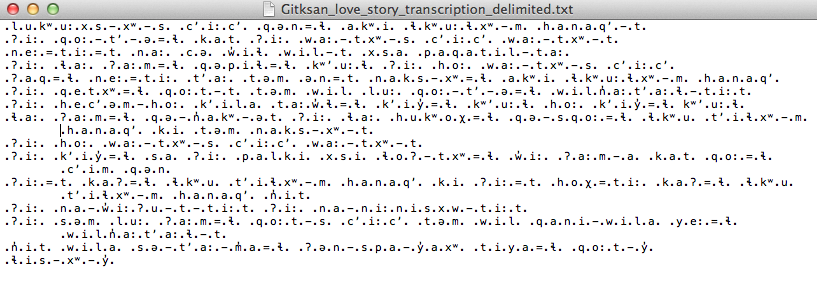 Gitksan_love_story_transcription_delimited.txt
.l.u.kʷ.u:.x.s.-.xʷ.-.s. .c'.i:.c'. .q.ə.n.=.ɬ. .a.kʷ.i. .ɬ.kʷ.u:.ɬ.xʷ.-.m. .h.a.n.a.q'.
.ʔ.i:. .q.o:.-.t'.-.ə.=.ɬ. .k.a.t. .ʔ.i:. .w.a:.-.t.xʷ.-.s. .c'.i:.c'. .w.a:.-.t.xʷ.-.t.
.n.e:.=.t.i:.=.t. .n.a:. .c.ə. .w̓.i.ɬ. .w.i.l.-.t. .x.s.a. .p.a.q.a.t.i.l.-.t.a:.
.ʔ.i:. .ɬ.a:. .ʔ.a.:.m.=.ɬ. .q.ə.p.i.ɬ.=.ɬ. .kʷ'.u:.ɬ. .ʔ.i:. .h.o:. .w.a:.-.t.xʷ.-.s. .c'.i:.c'.
.ʔ.a.q.=.ɬ. .n.e:.=.t.i:. .t'.a:. .t.ə.m. .ə.n.=.t. .n.a.k.s.-.xʷ.=.ɬ. .a.kʷ.i. .ɬ.kʷ.u:.ɬ.xʷ.-.m. .h.a.n.a.q'.
.ʔ.i:. .q.e.t.xʷ.=.ɬ. .q.o:.t.-.t. .t.ə.m. .w.i.l. .l.u:. .q.o:.-.t'.-.ə.=.ɬ. .w.i.l.n̓.a:.t'.a:.ɬ.-.t.i:.t.
.ʔ.i:. .h.e.c'.ə.m.-.h.o:. .k'.i.l.a. .t.a:.w̓.ɬ.=.ɬ. .k'.i.y̓.=.ɬ. .kʷ'.u:.ɬ. .h.o:. .k'.i.y̓.=.ɬ. kʷ'.u:.ɬ.
.ɬ.a:. .ʔ.a:.m.=.ɬ. .q.ə.-.n̓.a.kʷ.-.ə.t. .ʔ.i:. .ɬ.a:. .h.u.k.o.χ.=.ɬ. .q.ə.-.s.q.o:.=.ɬ. .ɬ.kʷ.u. .t'.i.ɬ.xʷ.-.m.
.h.a.n.a.q'. .k.i. .t.ə.m. .n.a.k.s.-.xʷ.-.t.
.ʔ.i:. .h.o:. .w.a:.-.t.xʷ.-.s. .c'.i:.c'. .w.a:.-.t.xʷ.-.t.
.ʔ.i:. .k'.i.y̓.=.ɬ. .s.a. .ʔ.i:. .p.a.l.k.i. .x.s.i. .ɬ.o.ʔ.-.t.xʷ.=.ɬ. .w̓.i:. .ʔ.a:.m.-.a. .k.a.t. .q.o:.=.ɬ.
.c'.i.m. .q.ə.n.
.ʔ.i:.=.t. .k.a.ʔ.=.ɬ. .ɬ.kʷ.u. .t'.i.ɬ.xʷ.-.m. .h.a.n.a.q'. .k.i. .ʔ.i:.=.t. .h.o.χ.=.t.i:. .k.a.ʔ.=.ɬ. .ɬ.kʷ.u.
.t'.i.ɬ.xʷ.-.m. .h.a.n.a.q'. .n̓.i.t.
.ʔ.i:. .n.a.-.w̓.i:.ʔ.u.-.t.-.t.i:.t. .ʔ.i:. .n.a.-.n.i:.n.i.s.x.w.-.t.i:.t.
.ʔ.i:. .s.ə.m. .l.u:. .ʔ.a:.m.=.ɬ. .q.o:.t.-.s. .c'.i:.c'. .t.ə.m. .w.i.l. .q.a.n.i.-.w.i.l.a. .y.e:.=.ɬ.
.w.i.l.n̓.a:.t'.a:.ɬ.-.t.
.n̓.i.t. .w.i.l.a. .s.ə.-.t'.a:.-.m̓.a.=.ɬ. .ʔ.ə.n.-.s.p.a.-.y̓.a.xʷ. .t.i.y.a.=.ɬ. .q.o:.t.-.y̓.
.ɬ.i.s.-.xʷ.-.y̓.